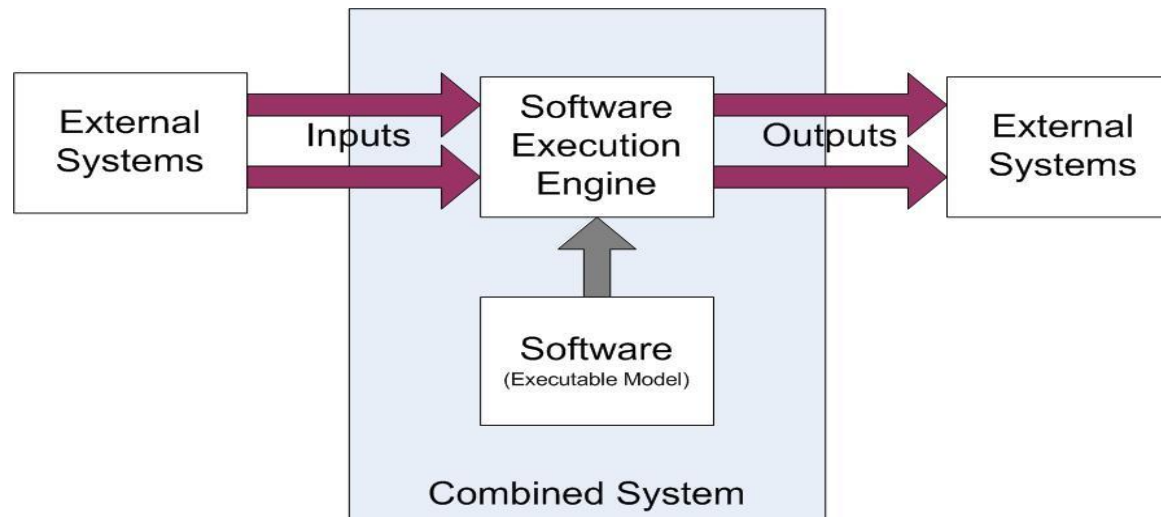 External
Systems
Inputs
Software
Execution
Engine
Outputs
External
Systems
Software
(Executable Model)
Combined System